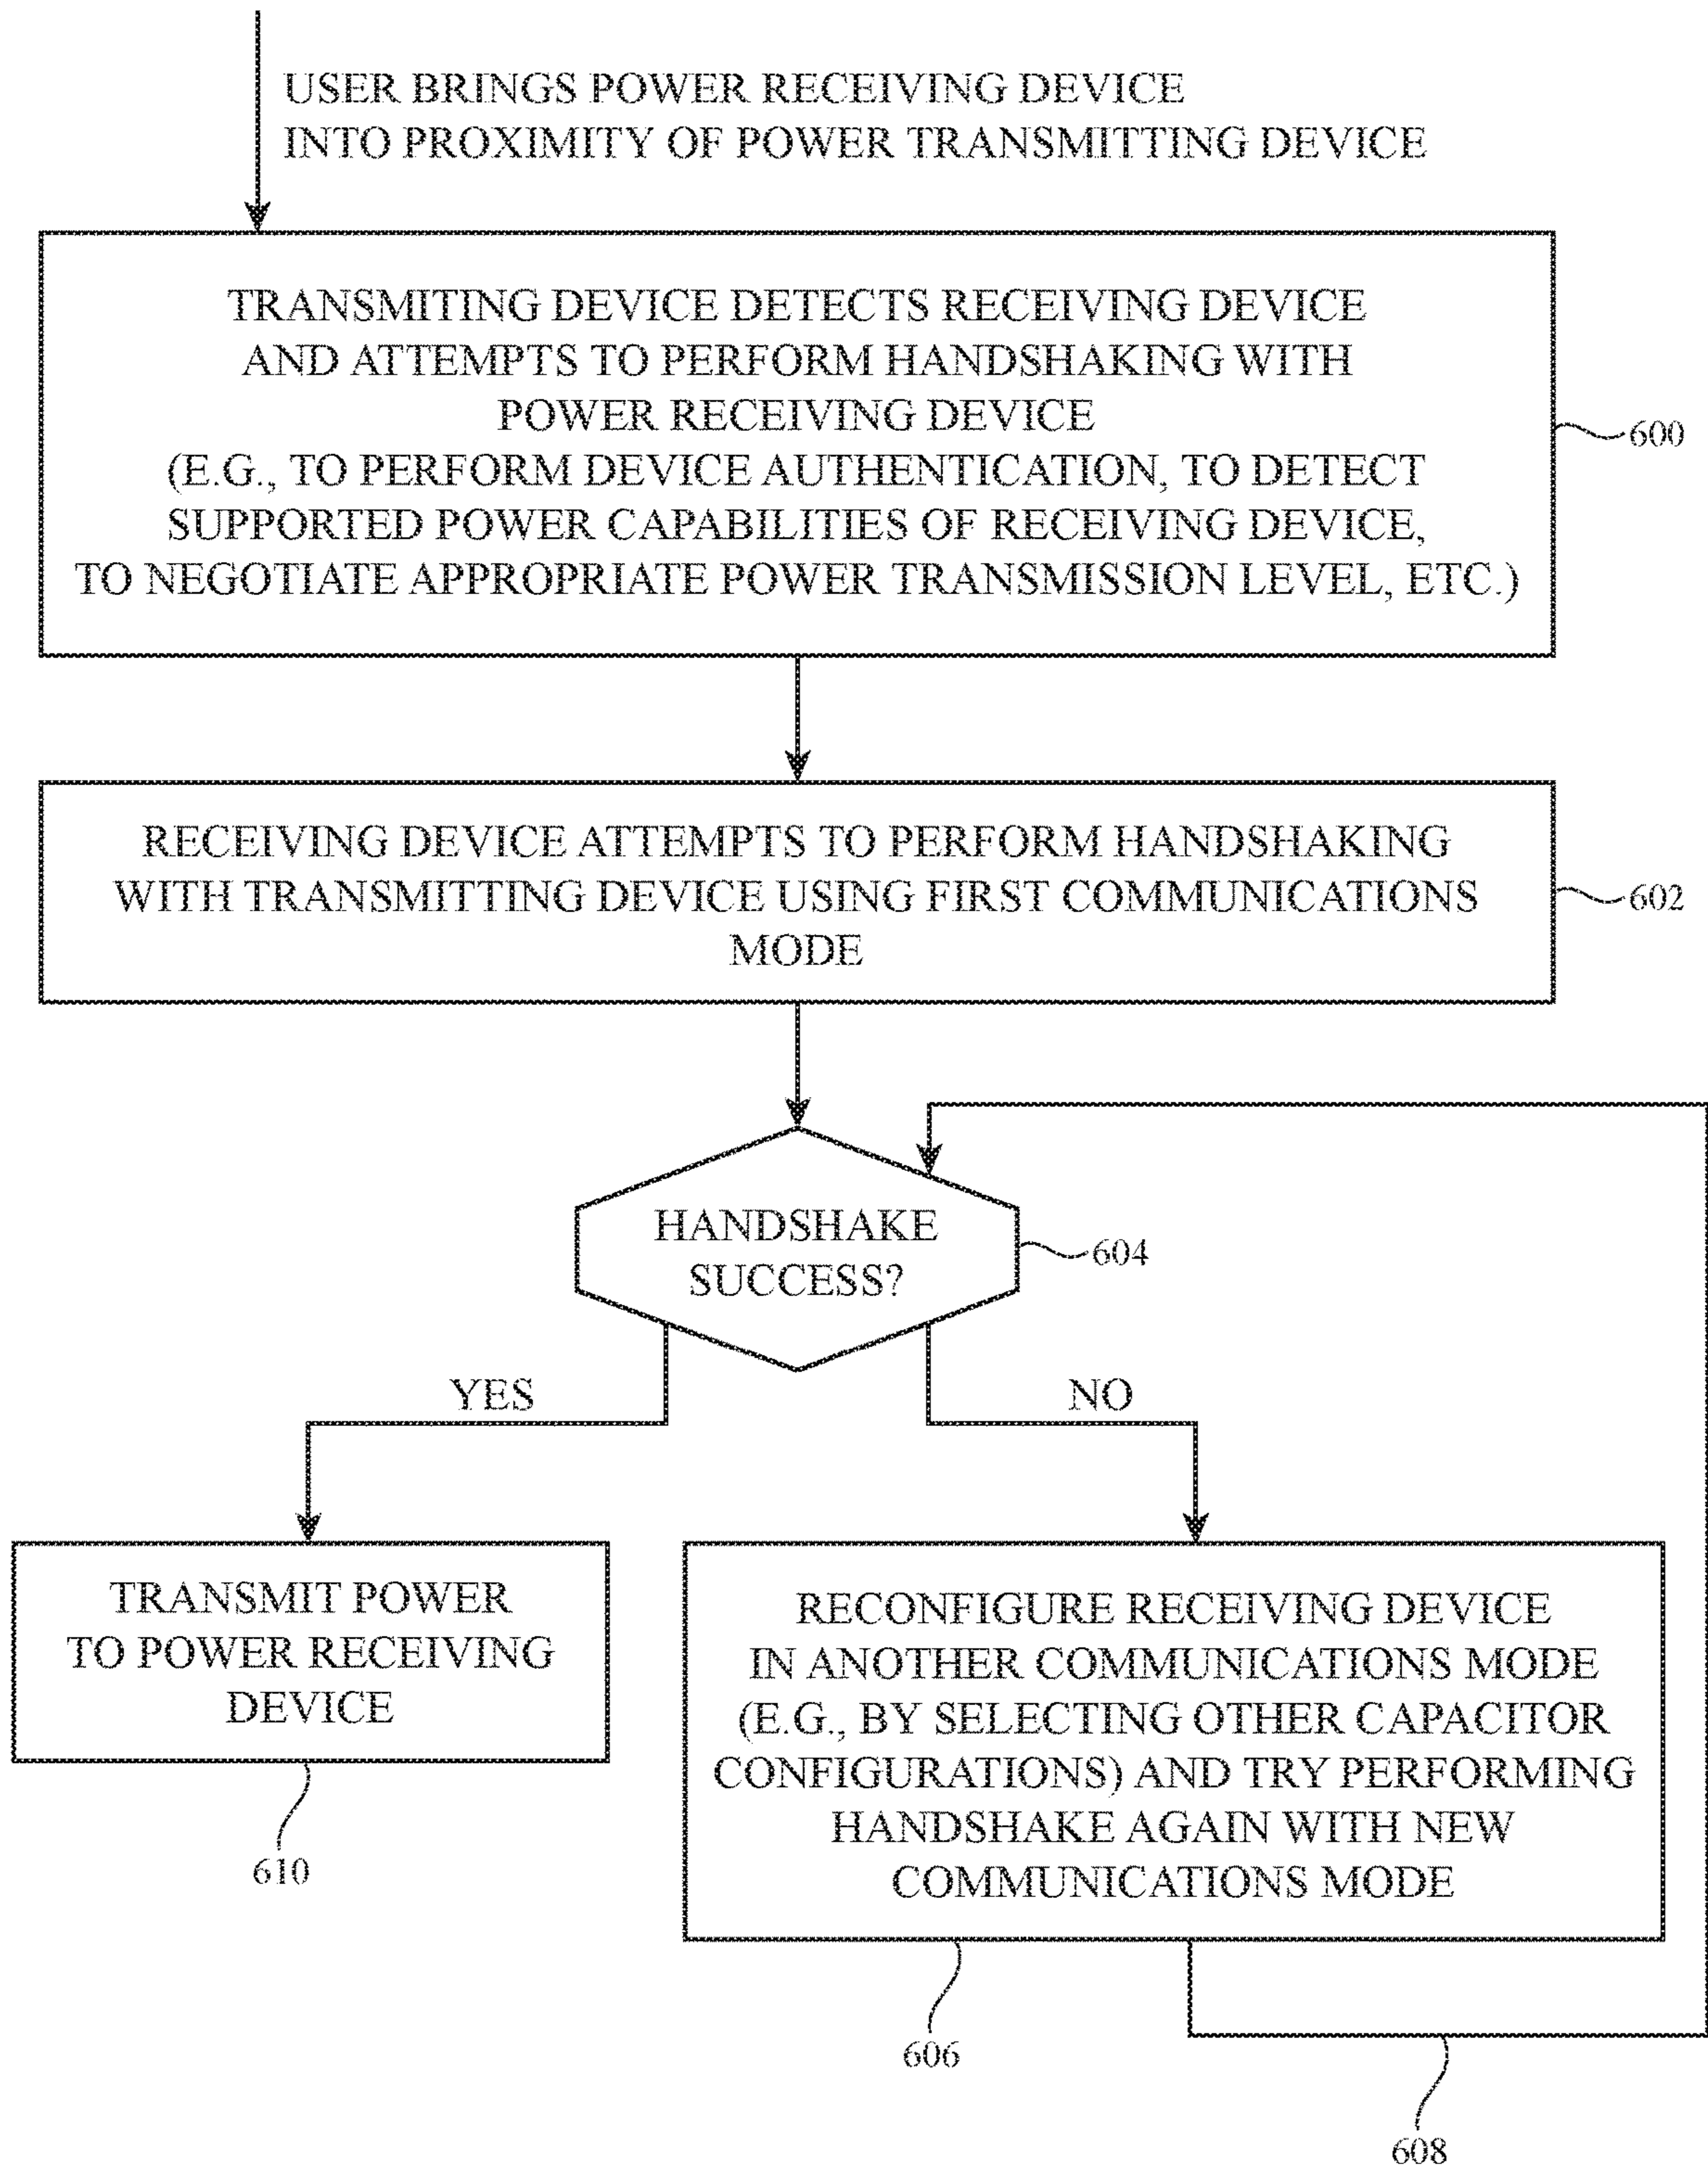 USER BRINGS POWER RECEIVING DEVICE
INTO PROXIMITY OF POWER TRANSMITTING DEVICE
TRANSMITING DEVICE DETECTS RECEIVING DEVICE
AND ATTEMPTS TO PERFORM HANDSHAKING WITH
POWER RECEIVING DEVICE
(E.G., TO PERFORM DEVICE AUTHENTICATION, TO DETECT
SUPPORTED POWER CAPABILITIES OF RECEIVING DEVICE,
TO NEGOTIATE APPROPRIATE POWER TRANSMISSION LEVEL, ETC.)
600
RECEIVING DEVICE ATTEMPTS TO PERFORM HANDSHAKING
WITH TRANSMITTING DEVICE USING FIRST COMMUNICATIONS
MODE
602
HANDSHAKE
SUCCESS?
604
YES
NO
TRANSMIT POWER
TO POWER RECEIVING
DEVICE
610
RECONFIGURE RECEIVING DEVICE
IN ANOTHER COMMUNICATIONS MODE
(E.G., BY SELECTING OTHER CAPACITOR
CONFIGURATIONS) AND TRY PERFORMING
HANDSHAKE AGAIN WITH NEW
COMMUNICATIONS MODE
606
608